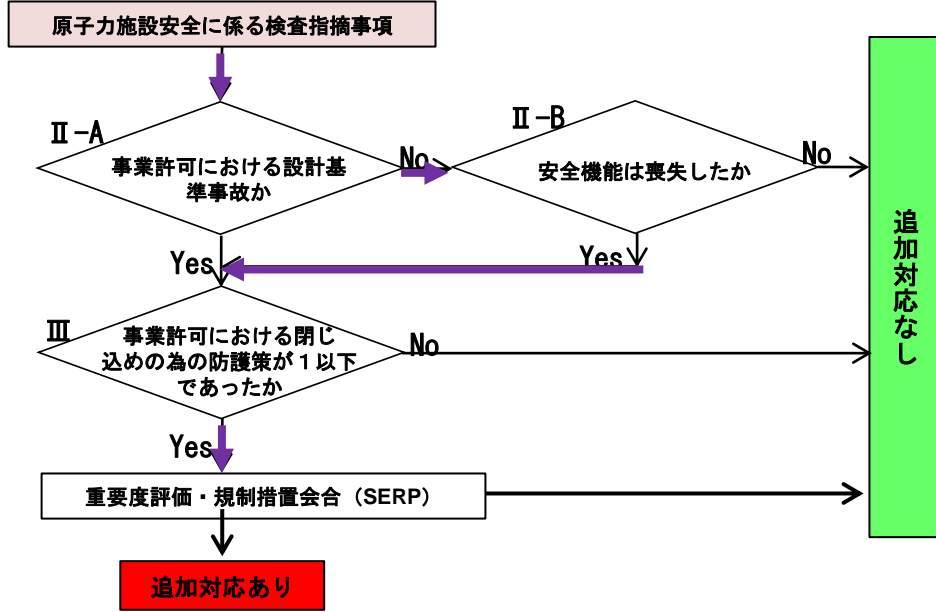 原子力施設安全に係る検査指摘事項
Ⅱ-A
事業許可における設計基
準事故か
No
Ⅱ-B
安全機能は喪失したか
No
Yes
Yes
Ⅲ
事業許可における閉じ
込めの為の防護策が１以下
であったか
No
Yes
重要度評価・規制措置会合（SERP）
追加対応あり
追加対応なし